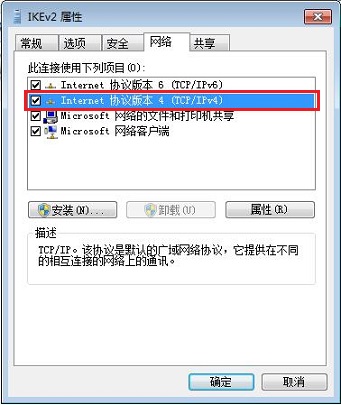 IKEv2 属性
常规
选项
安全
网络
共享
此连接使用下列项目(O):
Internet 协议版本 6 (TCP/IPv6)
Internet 协议版本 4 (TCP/IPv4)
Microsoft 网络的文件和打印机共享
Microsoft 网络客户端
安装(N)...
卸载(U)
属性(R)
描述
TCP/IP。该协议是默认的广域网络协议，它提供在不同
的相互连接的网络上的通讯。
确定
取消